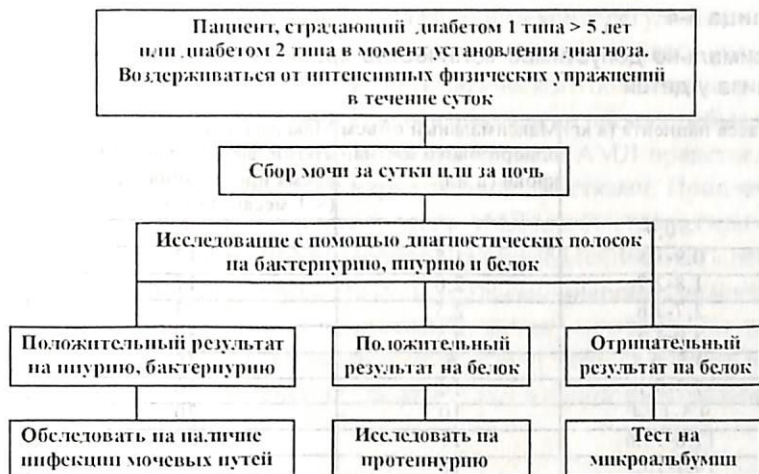 Пациент, страдающий диабетом 1 типа > 5 лет
или диабетом 2 типа в момент установления диагноза.
Воздерживаться от интенсивных физических упражнений
в течение суток
Сбор мочи за сутки или за ночь
Исследование с помощью диагностических полосок
на бактериурию, пиурию и белок
Положительный результат
на пиурию, бактериурию
Положительный
результат на белок
Отрицательный
результат на белок
Обследовать на наличие
инфекции мочевых путей
Исследовать на
протеинурию
Тест на
микроальбумин